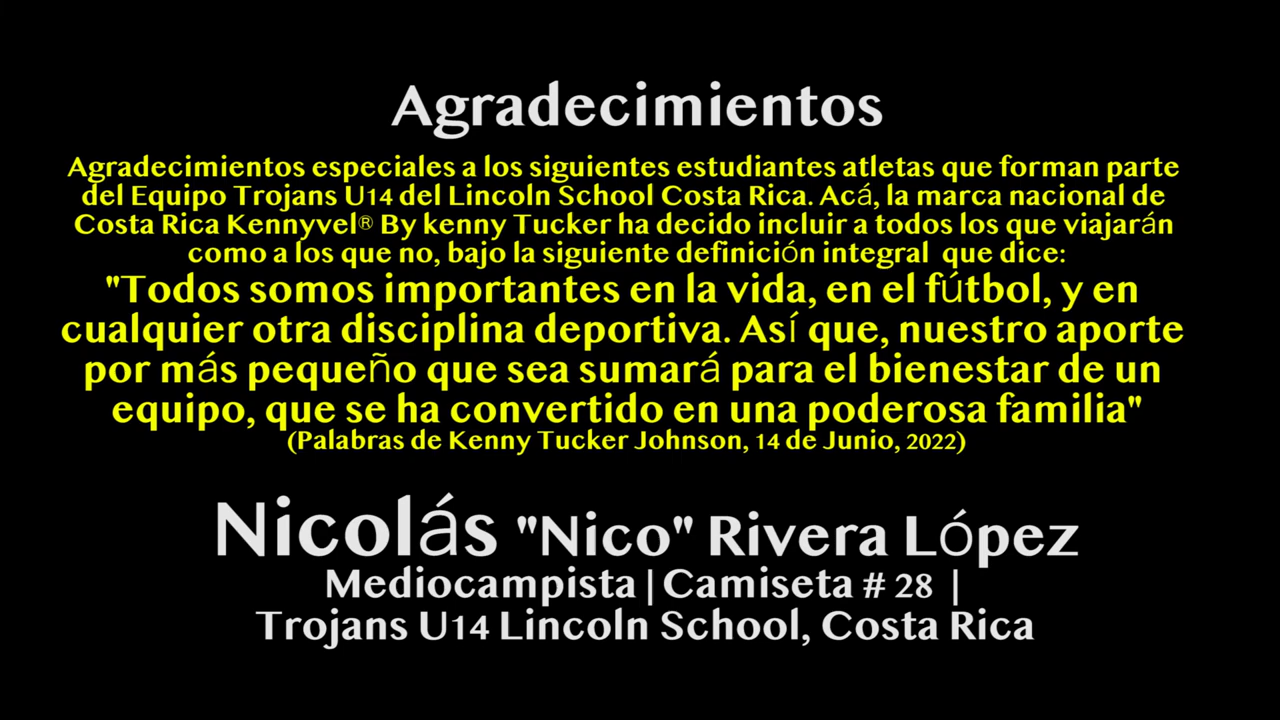 Agradecimientos
Agradecimientos especiales a los siguientes estudiantes atletas que forman parte
del Equipo Trojans U14 del Lincoln School Costa Rica. Acá, la marca nacional de
Costa Rica Kennyvel® By kenny Tucker ha decido incluir a todos los que viajarán
como a los que no, bajo la siguiente definición integral que dice:
"Todos somos importantes en la vida, en el fútbol, y en
cualquier otra disciplina deportiva. Así que, nuestro aporte
por más pequeño que sea sumará para el bienestar de un
equipo, que se ha convertido en una poderosa familia"
(Palabras de Kenny Tucker Johnson, 14 de Junio, 2022)
Nicolás "Nico" Rivera López
Mediocampista | Camiseta # 28 |
Trojans U14 Lincoln School, Costa Rica